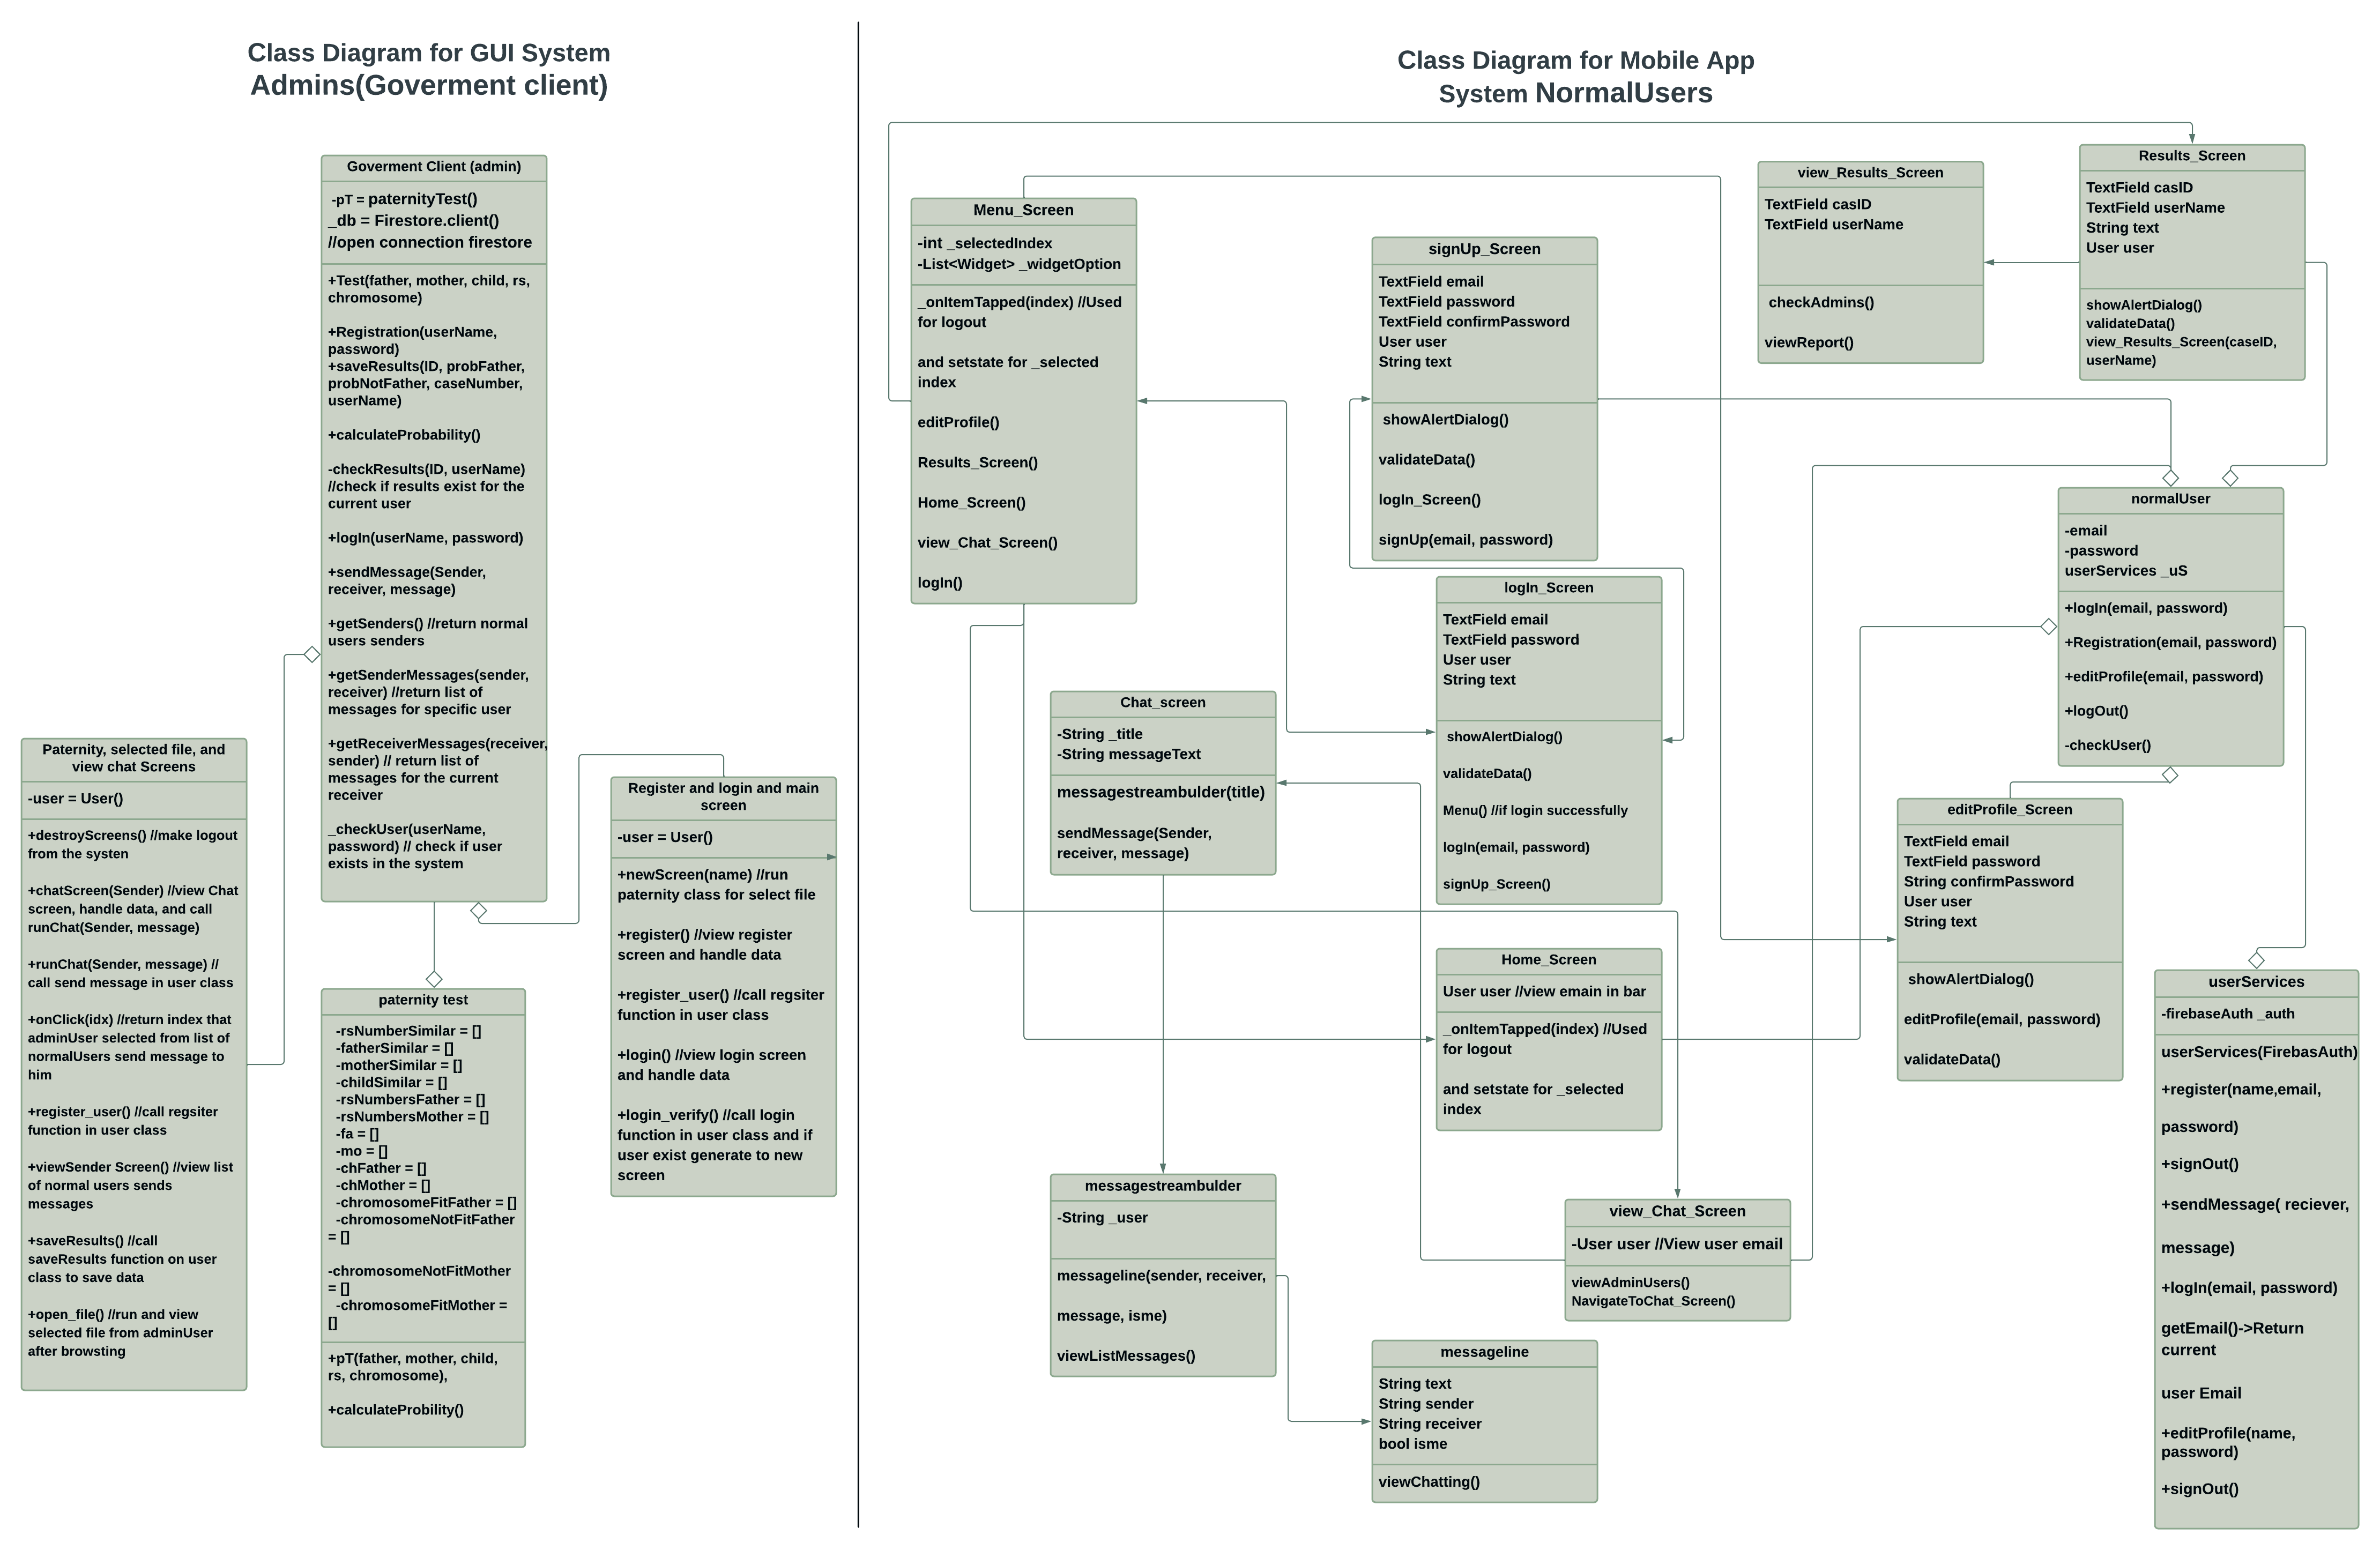 Class Diagram for GUI System
Admins(Goverment client)
Goverment Client (admin)
-pT = paternityTest()
_db = Firestore.client()
//open connection firestore
+Test(father, mother, child, rs,
chromosome)
+Registration(userName,
password)
+saveResults(ID, probFather,
probNotFather, caseNumber,
userName)
+calculateProbability()
-checkResults(ID, userName)
//check if results exist for the
current user
+logIn(userName, password)
+sendMessage(Sender,
receiver, message)
+getSenders() //return normal
users senders
+getSenderMessages(sender,
receiver) //return list of
messages for specific user
+getReceiverMessages(receiver,
sender) // return list of
messages for the current
receiver
_checkUser(userName,
password) // check if user
exists in the system
Paternity, selected file, and
view chat Screens
-user = User()
+destroyScreens() //make logout
from the systen
+chatScreen(Sender) //view Chat
screen, handle data, and call
runChat(Sender, message)
+runChat(Sender, message) //
call send message in user class
+onClick(idx) //return index that
adminUser selected from list of
normalUsers send message to
him
+register_user() //call regsiter
function in user class
+viewSender Screen() //view list
of normal users sends
messages
+saveResults() //call
saveResults function on user
class to save data
+open_file() //run and view
selected file from adminUser
after browsting
Register and login and main
screen
-user = User()
+newScreen(name) //run
paternity class for select file
+register() //view register
screen and handle data
+register_user() //call regsiter
function in user class
+login() //view login screen
and handle data
+login_verify() //call login
function in user class and if
user exist generate to new
screen
paternity test
-rsNumberSimilar = []
-fatherSimilar = []
-motherSimilar = []
-childSimilar = []
-rsNumbersFather = []
-rsNumbersMother = []
-fa = []
-mo = []
-chFather = []
-chMother = []
-chromosomeFitFather = []
-chromosomeNotFitFather
= []
-chromosomeNotFitMother
= []
-chromosomeFitMother =
[]
+pT(father, mother, child,
rs, chromosome),
+calculateProbility()
Class Diagram for Mobile App
System NormalUsers
Menu_Screen
-int _selectedIndex
-List<Widget> _widgetOption
_onItemTapped(index) //Used
for logout
and setstate for _selected
index
editProfile()
Results_Screen()
Home_Screen()
view_Chat_Screen()
logIn()
signUp_Screen
TextField email
TextField password
TextField confirmPassword
User user
String text
showAlertDialog()
validateData()
logIn_Screen()
signUp(email, password)
view_Results_Screen
TextField casID
TextField userName
checkAdmins()
viewReport()
Results_Screen
TextField casID
TextField userName
String text
User user
showAlertDialog()
validateData()
view_Results_Screen(caseID,
userName)
normalUser
-email
-password
userServices _uS
+logIn(email, password)
+Registration(email, password)
+editProfile(email, password)
+logOut()
-checkUser()
logIn_Screen
TextField email
TextField password
User user
String text
showAlertDialog()
validateData()
Menu() //if login successfully
logIn(email, password)
signUp_Screen()
Chat_screen
-String _title
-String messageText
messagestreambulder(title)
sendMessage(Sender,
receiver, message)
editProfile_Screen
TextField email
TextField password
String confirmPassword
User user
String text
showAlertDialog()
editProfile(email, password)
validateData()
Home_Screen
User user //view emain in bar
_onItemTapped(index) //Used
for logout
and setstate for _selected
index
userServices
-firebaseAuth _auth
userServices(FirebasAuth)
+register(name,email,
password)
+signOut()
+sendMessage( reciever,
message)
+logIn(email, password)
getEmail()->Return
current
user Email
+editProfile(name,
password)
+signOut()
messagestreambulder
-String _user
messageline(sender, receiver,
message, isme)
viewListMessages()
view_Chat_Screen
-User user //View user email
viewAdminUsers()
NavigateToChat_Screen()
messageline
String text
String sender
String receiver
bool isme
viewChatting()